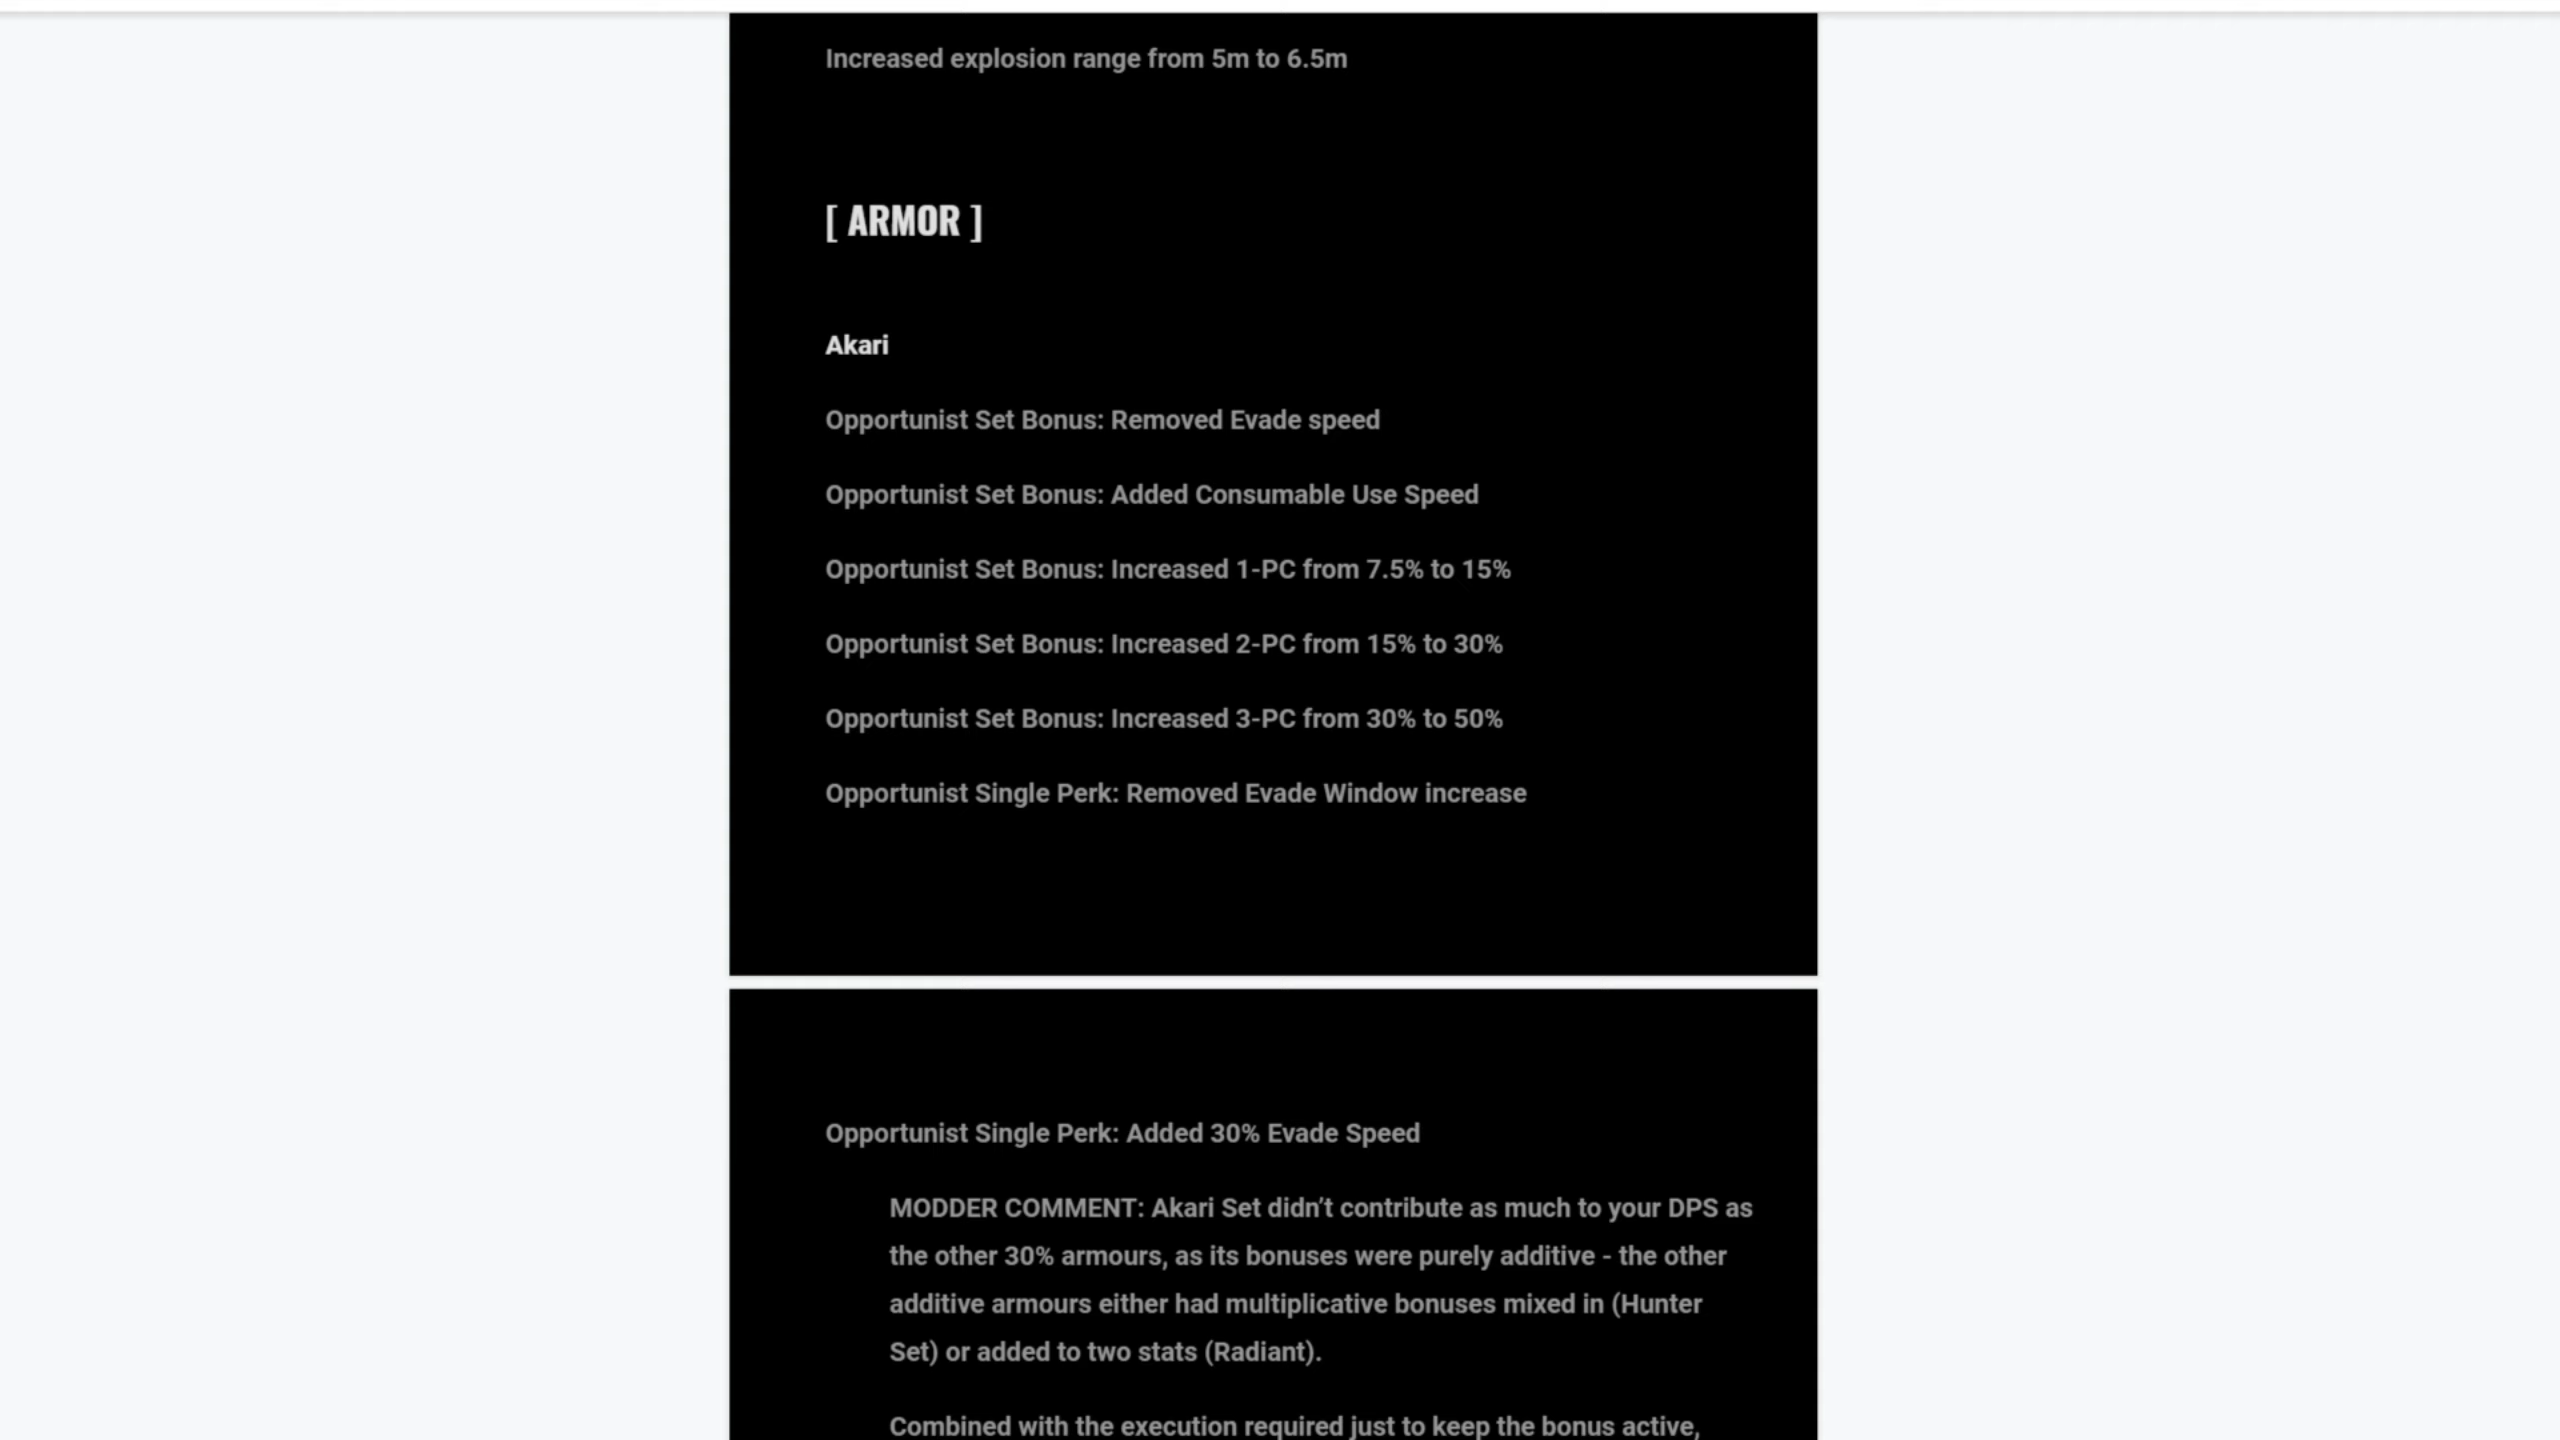 Increased explosion range from 5m to 6.5m
[ ARMOR ]
Akari
Opportunist Set Bonus: Removed Evade speed
Opportunist Set Bonus: Added Consumable Use Speed
Opportunist Set Bonus: Increased 1-PC from 7.5% to 15%
Opportunist Set Bonus: Increased 2-PC from 15% to 30%
Opportunist Set Bonus: Increased 3-PC from 30% to 50%
Opportunist Single Perk: Removed Evade Window increase
Opportunist Single Perk: Added 30% Evade Speed
MODDER COMMENT: Akari Set didn’t contribute as much to your DPS as
the other 30% armours, as its bonuses were purely additive - the other
additive armours either had multiplicative bonuses mixed in (Hunter
Set) or added to two stats (Radiant).
Combined with the execution required just to keep the bonus active,